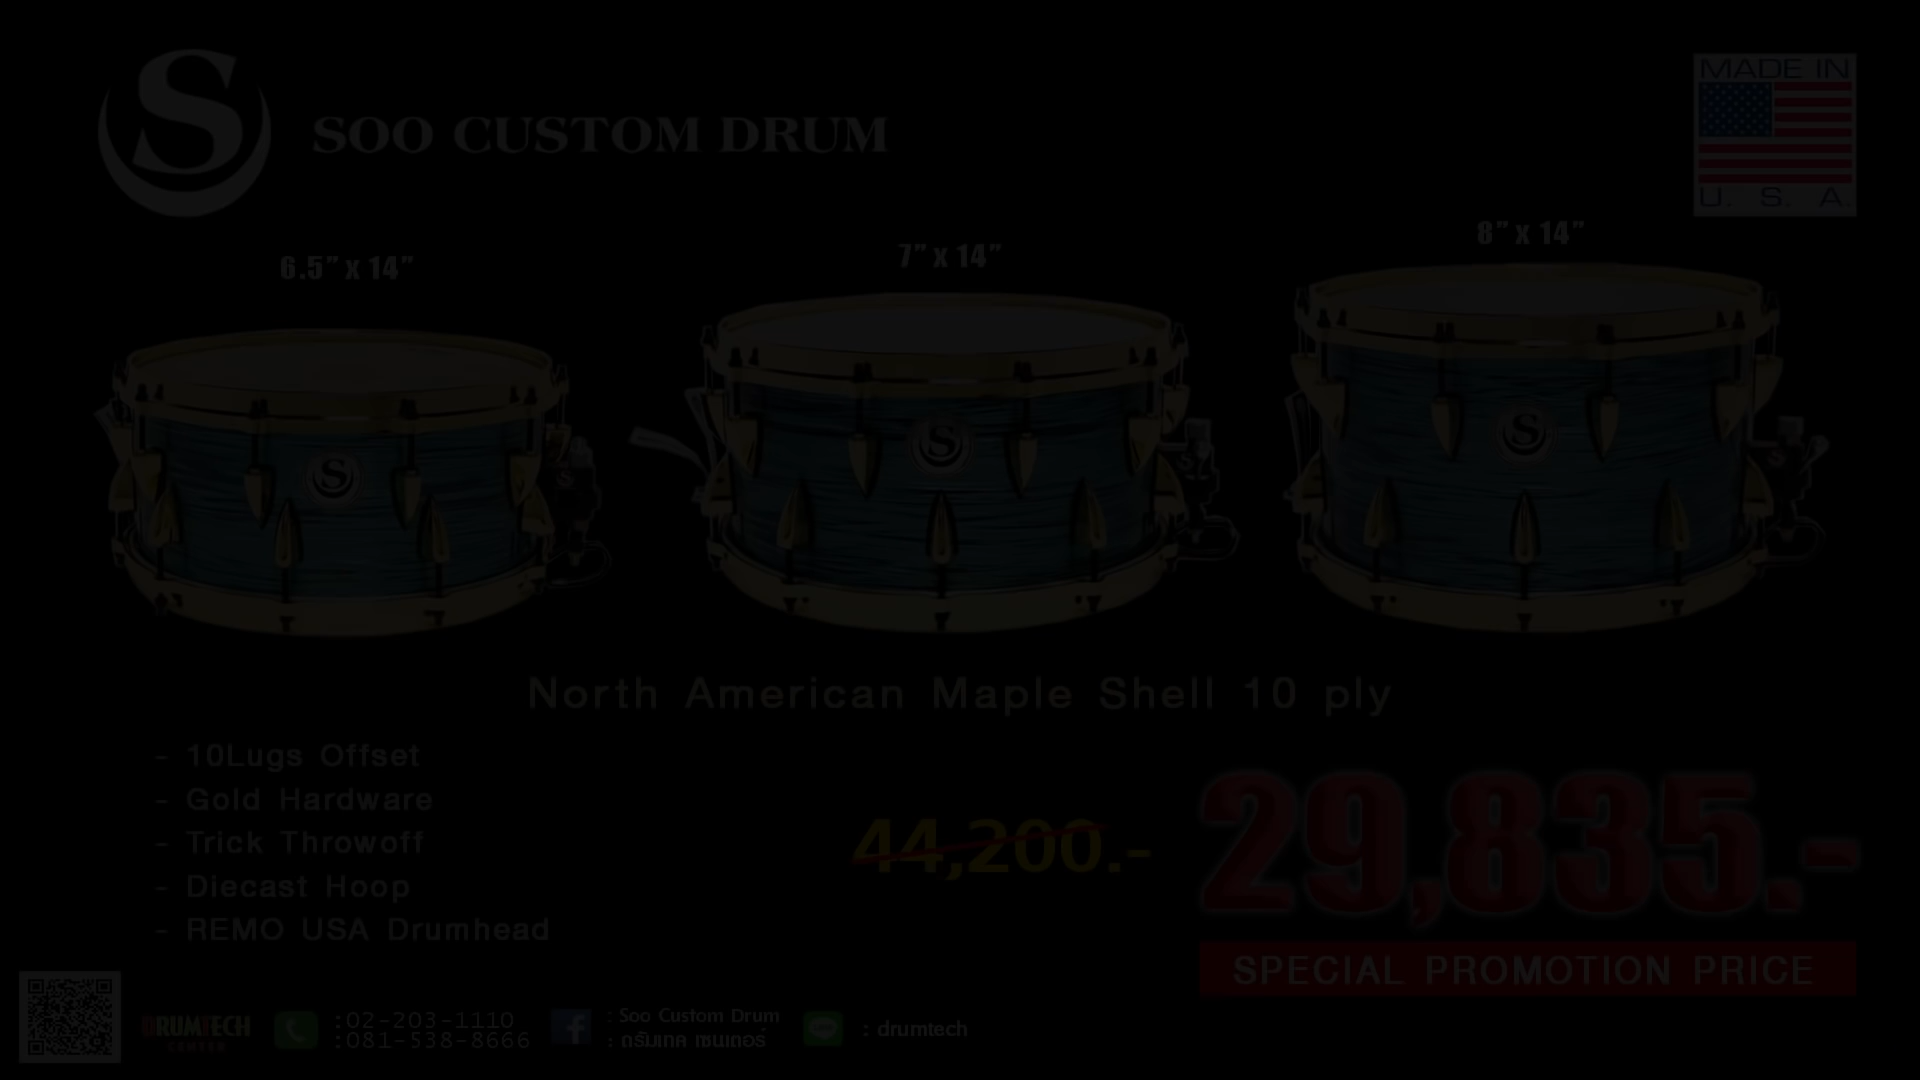 S
SOO CUSTOM DRUM
MADE IN
U. S. A.
6.5” x 14”
7” x 14”
8” x 14”
S
S
S
North American Maple Shell 10 ply
- 10Lugs Offset
- Gold Hardware
- Trick Throwoff
- Diecast Hoop
- REMO USA Drumhead
44,200.-
29,835.-
SPECIAL PROMOTION PRICE
DRUMTECH
CENTER
:02-203-1110
:081-538-8666
: Soo Custom Drum
: ดรัมเทค เซนเตอร์
LINE
: drumtech